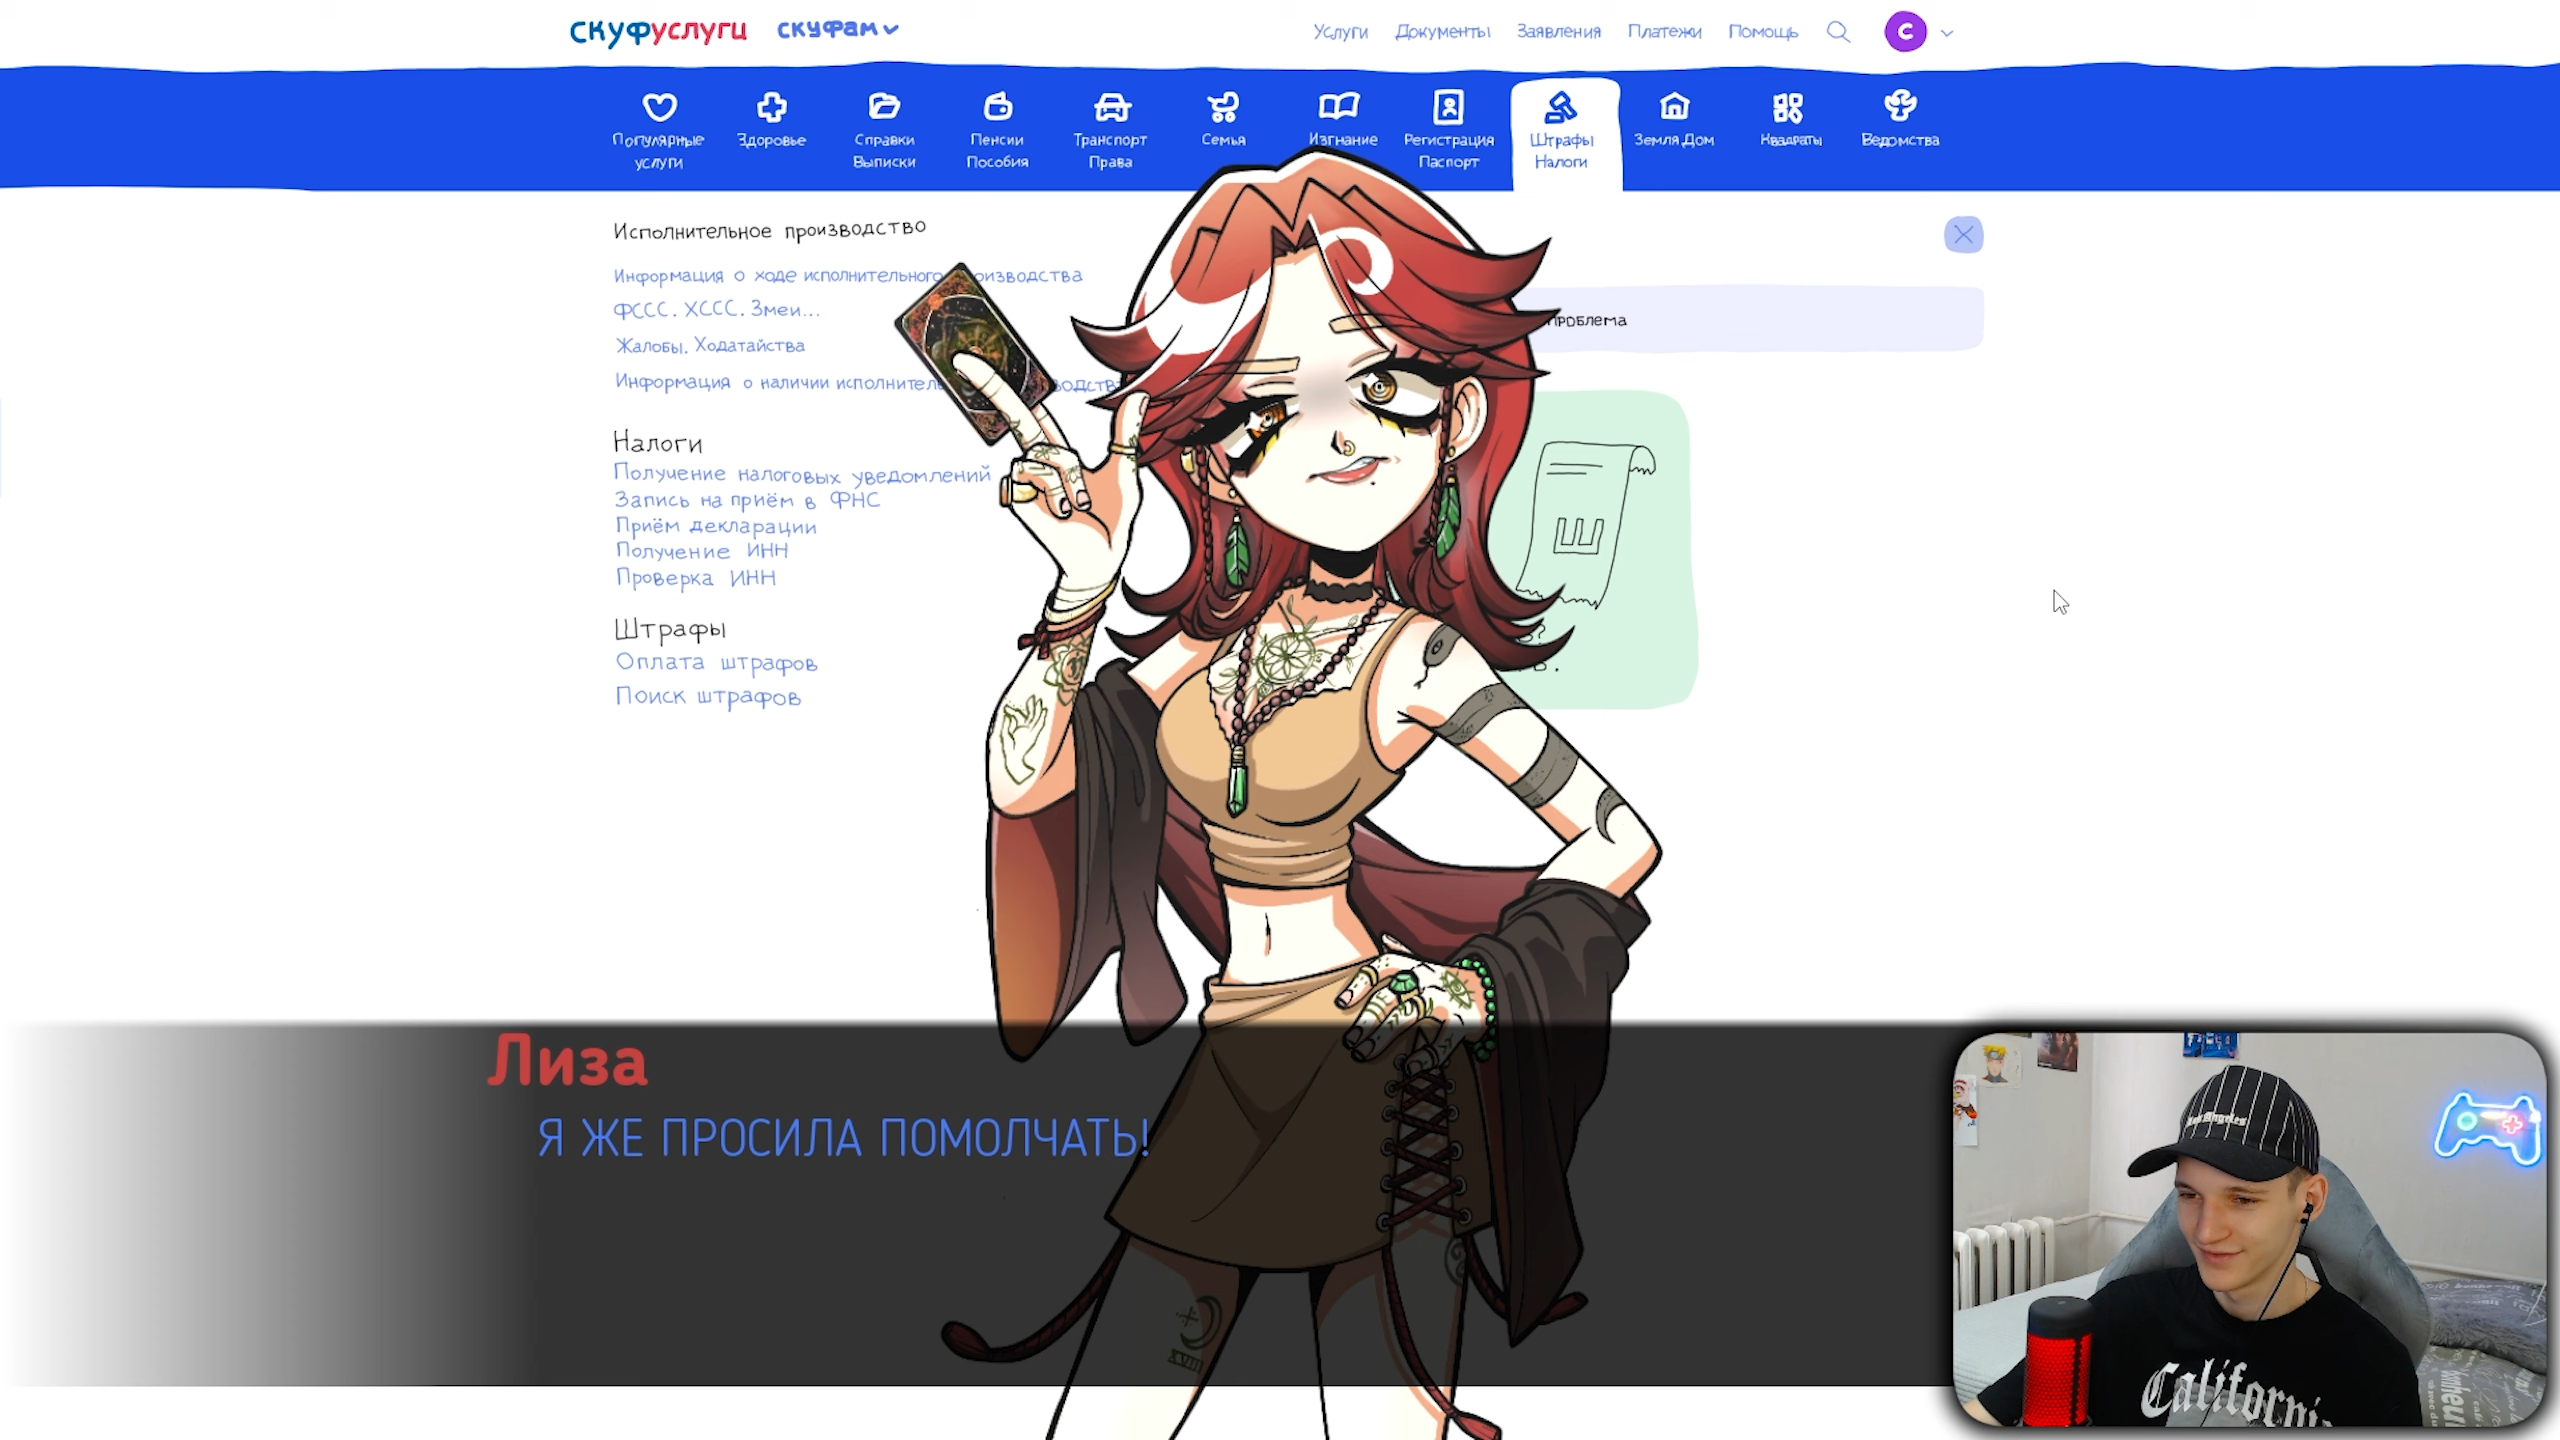 скуфуслуги скуфам
Услуги Документы Заявления Платежи Помощь С
Популярные услуги
Здоровье
Справки Выписки
Пенсии Пособия
Транспорт Права
Семья
Изгнание
Регистрация Паспорт
Штрафы Налоги
Земля Дом
Квадраты
Ведомства
Исполнительное производство
Информация о ходе исполнительного
ФССС. ХССС. Змеи...
проблема
Жалобы. Ходатайства
Информация о наличии
Налоги
Получение налоговых уведомлений
Запись на приём в ФНС
Приём декларации
Получение ИНН
Проверка ИНН
Ш
Штрафы
Оплата штрафов
Поиск штрафов
Лиза
Я ЖЕ ПРОСИЛА ПОМОЛЧАТЬ!
XVIII
Los Angeles